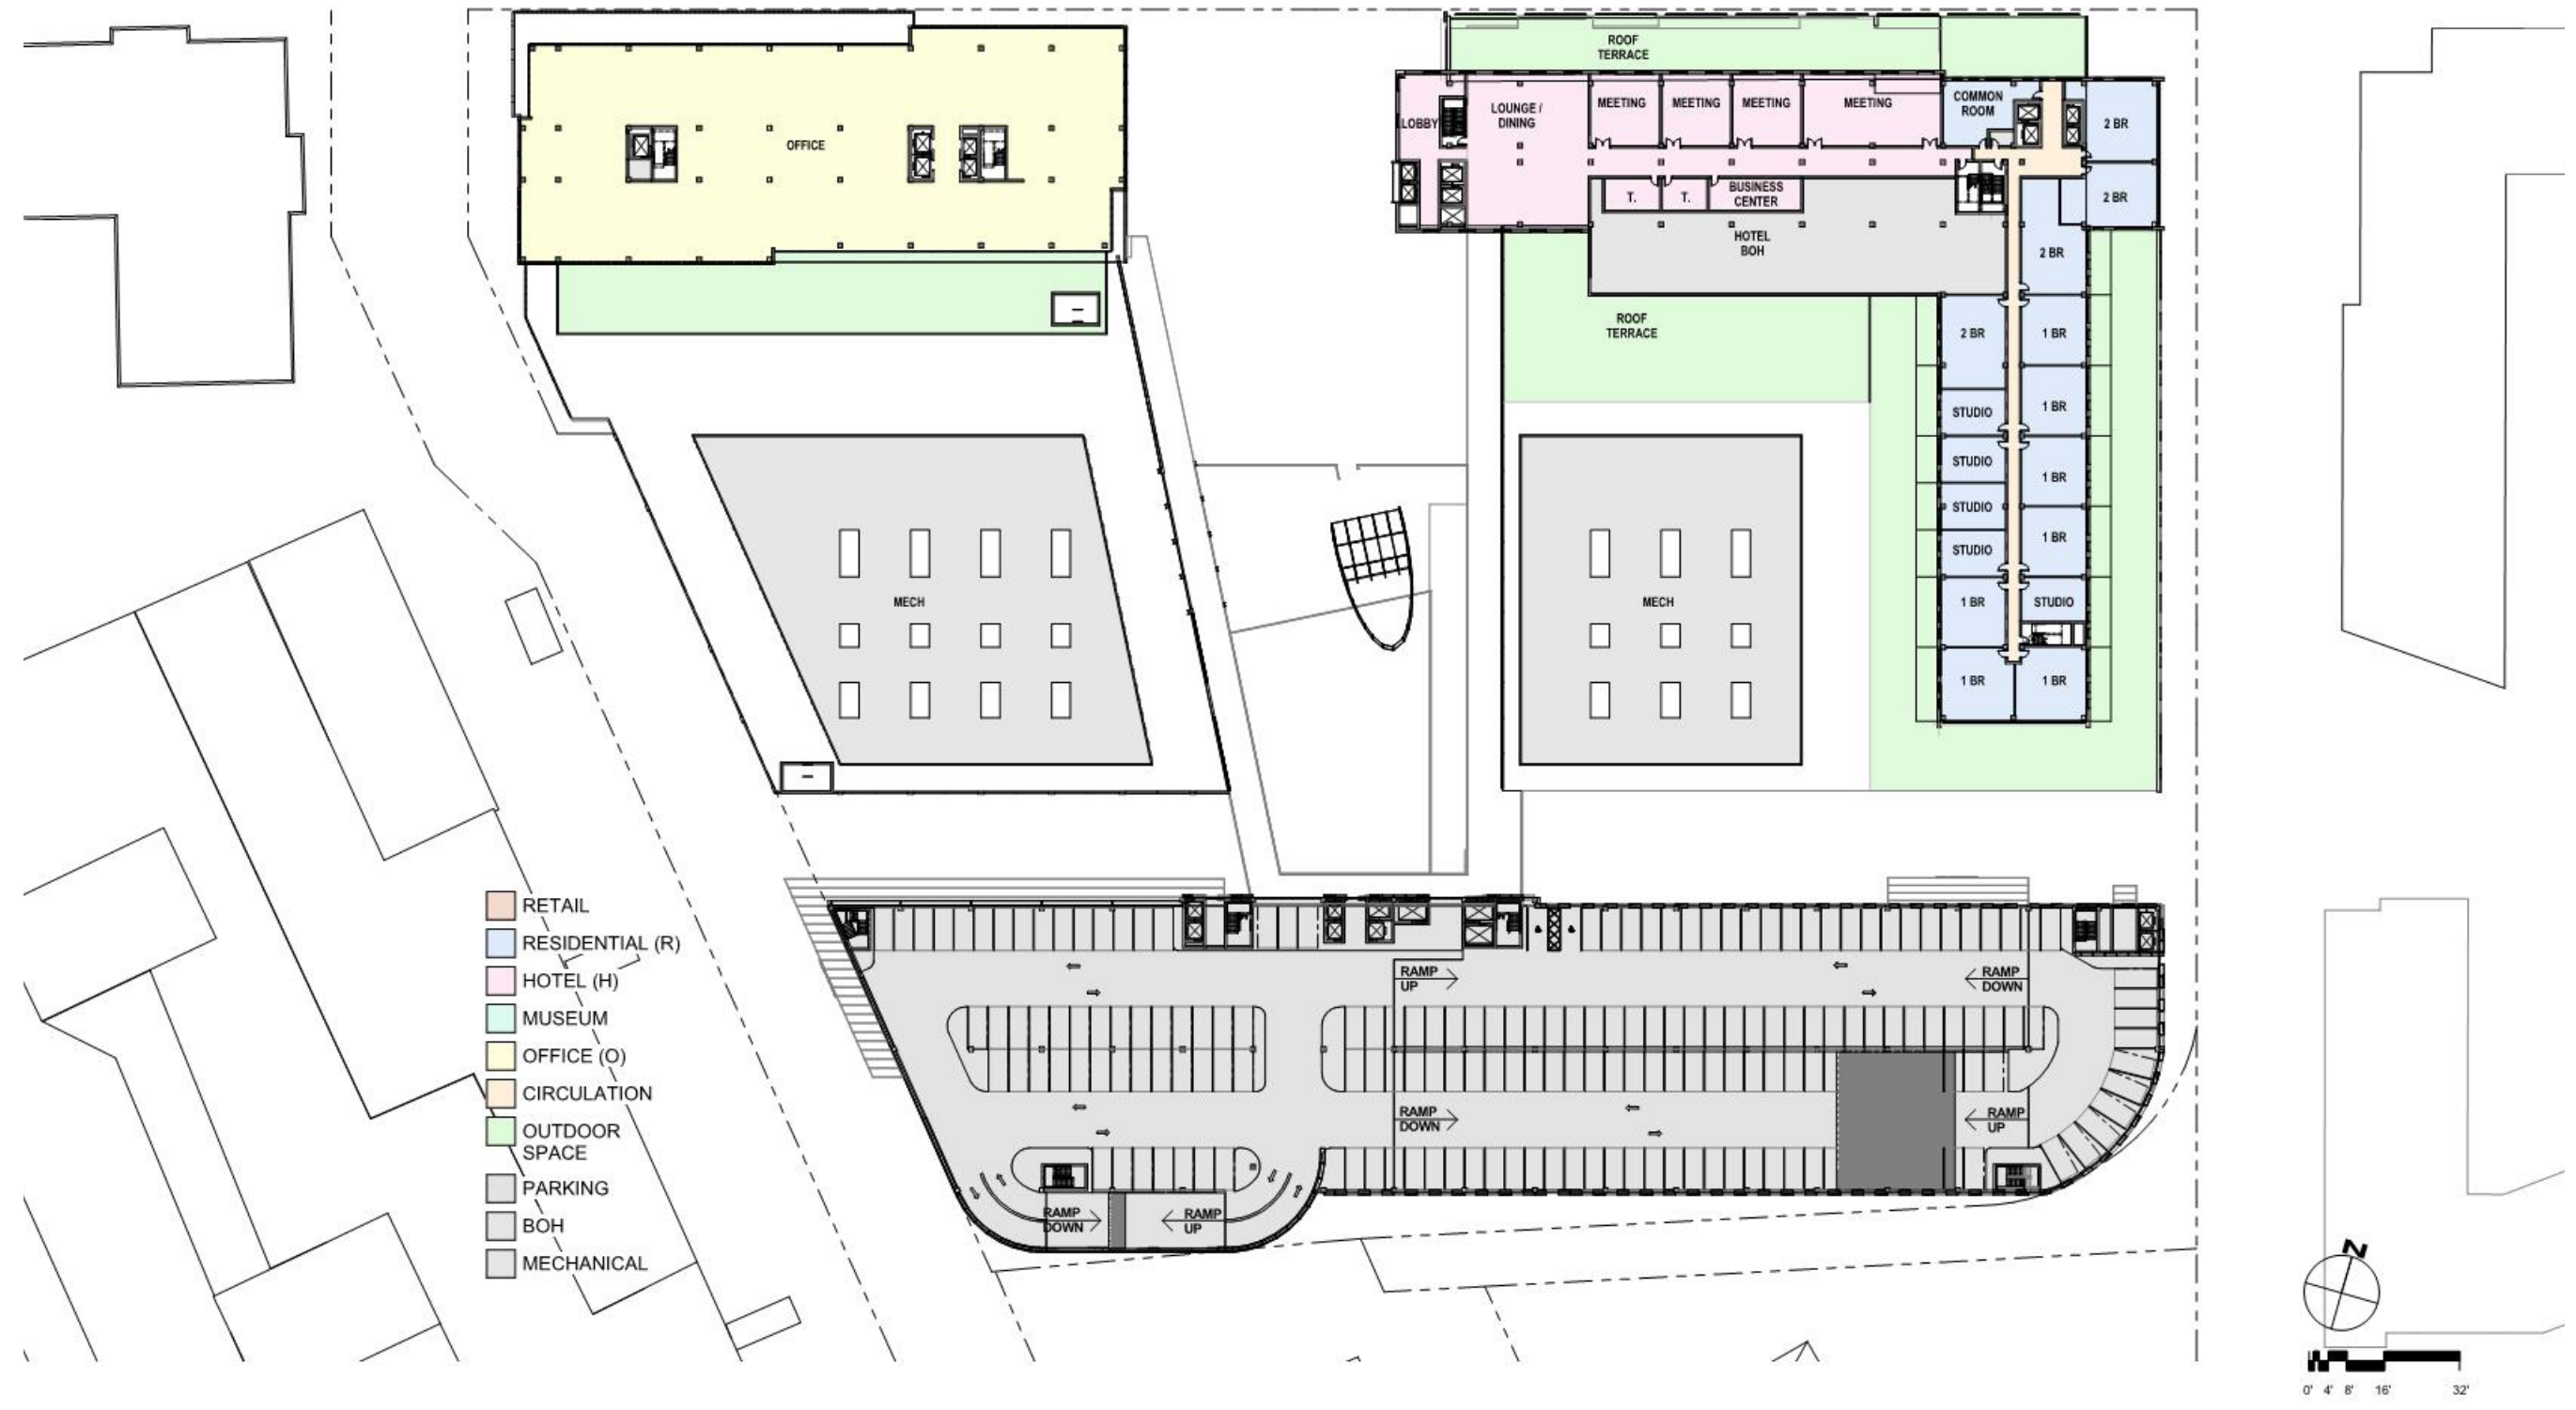 ROOF
TERRACE
OFFICE
LOBBY
LOUNGE /
DINING
MEETING
MEETING
MEETING
MEETING
COMMON
ROOM
2 BR
T.
T.
BUSINESS
CENTER
2 BR
HOTEL
BOH
2 BR
ROOF
TERRACE
2 BR
1 BR
STUDIO
1 BR
STUDIO
1 BR
STUDIO
1 BR
STUDIO
MECH
MECH
1 BR
STUDIO
1 BR
1 BR
RETAIL
RESIDENTIAL (R)
HOTEL (H)
MUSEUM
OFFICE (O)
CIRCULATION
OUTDOOR
SPACE
PARKING
BOH
MECHANICAL
RAMP
UP
RAMP
DOWN
RAMP
DOWN
RAMP
UP
RAMP
DOWN
RAMP
UP
N
0' 4' 8' 16' 32'